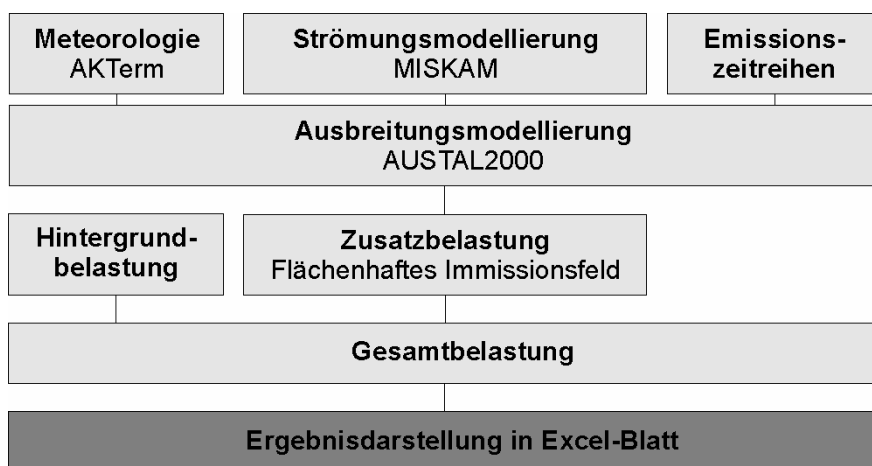 Meteorologie
AKTerm
Strömungsmodellierung
MISKAM
Emissions-
zeitreihen
Ausbreitungsmodellierung
AUSTAL2000
Hintergrund-
belastung
Zusatzbelastung
Flächenhaftes Immissionsfeld
Gesamtbelastung
Ergebnisdarstellung in Excel-Blatt